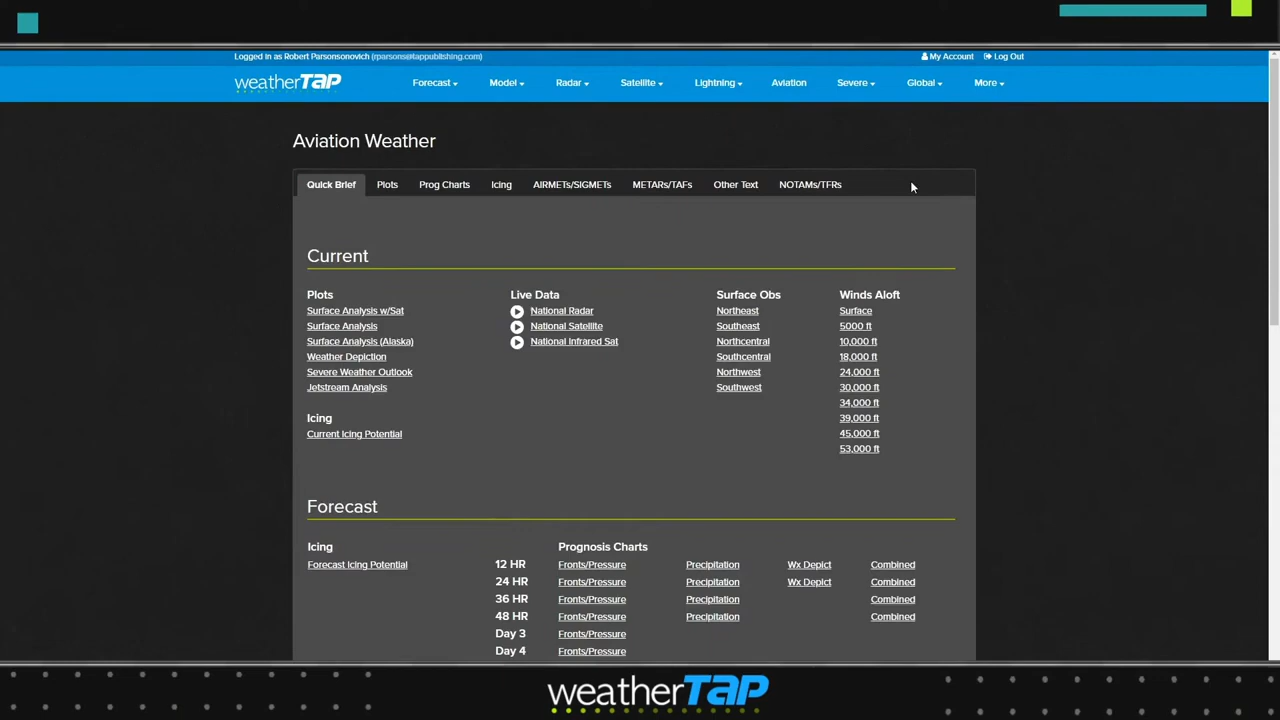 Logged in as Robert Parsonsonovich (rparsons@tappublishing.com) My Account Log Out
weatherTAP Forecast Model Radar Satellite Lightning Aviation Severe Global More
Aviation Weather
Quick Brief Plots Prog Charts Icing AIRMETs/SIGMETs METARs/TAFs Other Text NOTAMs/TFRs
Current
Plots Live Data Surface Obs Winds Aloft
Surface Analysis w/Sat National Radar Northeast Surface
Surface Analysis National Satellite Southeast 5000 ft
Surface Analysis (Alaska) National Infrared Sat Northcentral 10,000 ft
Weather Depiction Southcentral 18,000 ft
Severe Weather Outlook Northwest 24,000 ft
Jetstream Analysis Southwest 30,000 ft
34,000 ft
Icing 39,000 ft
Current Icing Potential 45,000 ft
53,000 ft
Forecast
Icing Prognosis Charts
Forecast Icing Potential 12 HR Fronts/Pressure Precipitation Wx Depict Combined
24 HR Fronts/Pressure Precipitation Wx Depict Combined
36 HR Fronts/Pressure Precipitation Combined
48 HR Fronts/Pressure Precipitation Combined
Day 3 Fronts/Pressure
Day 4 Fronts/Pressure
weatherTAP